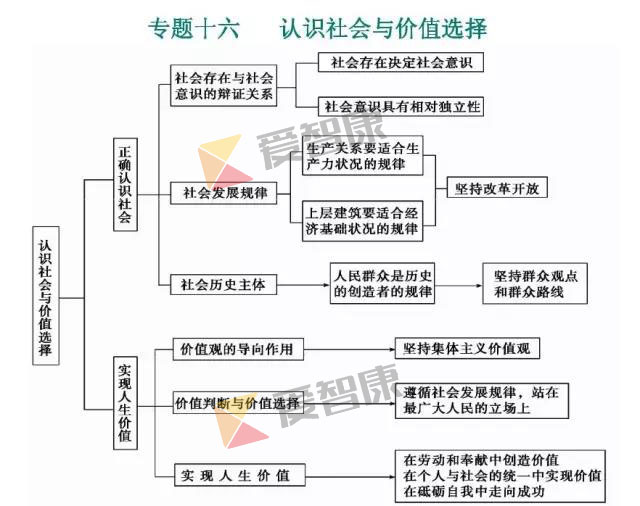 专题十六 认识社会与价值选择
认识社会与价值选择
正确认识社会
社会存在与社会
意识的辩证关系
社会存在决定社会意识
社会意识具有相对独立性
社会发展规律
生产关系要适合生
产力状况的规律
上层建筑要适合经
济基础状况的规律
坚持改革开放
社会历史主体
人民群众是历史
的创造者的规律
坚持群众观点
和群众路线
实现人生价值
价值观的导向作用
坚持集体主义价值观
价值判断与价值选择
遵循社会发展规律，站在
最广大人民的立场上
实现人生价值
在劳动和奉献中创造价值
在个人与社会的统一中实现价值
在砥砺自我中走向成功
爱智康
爱智康